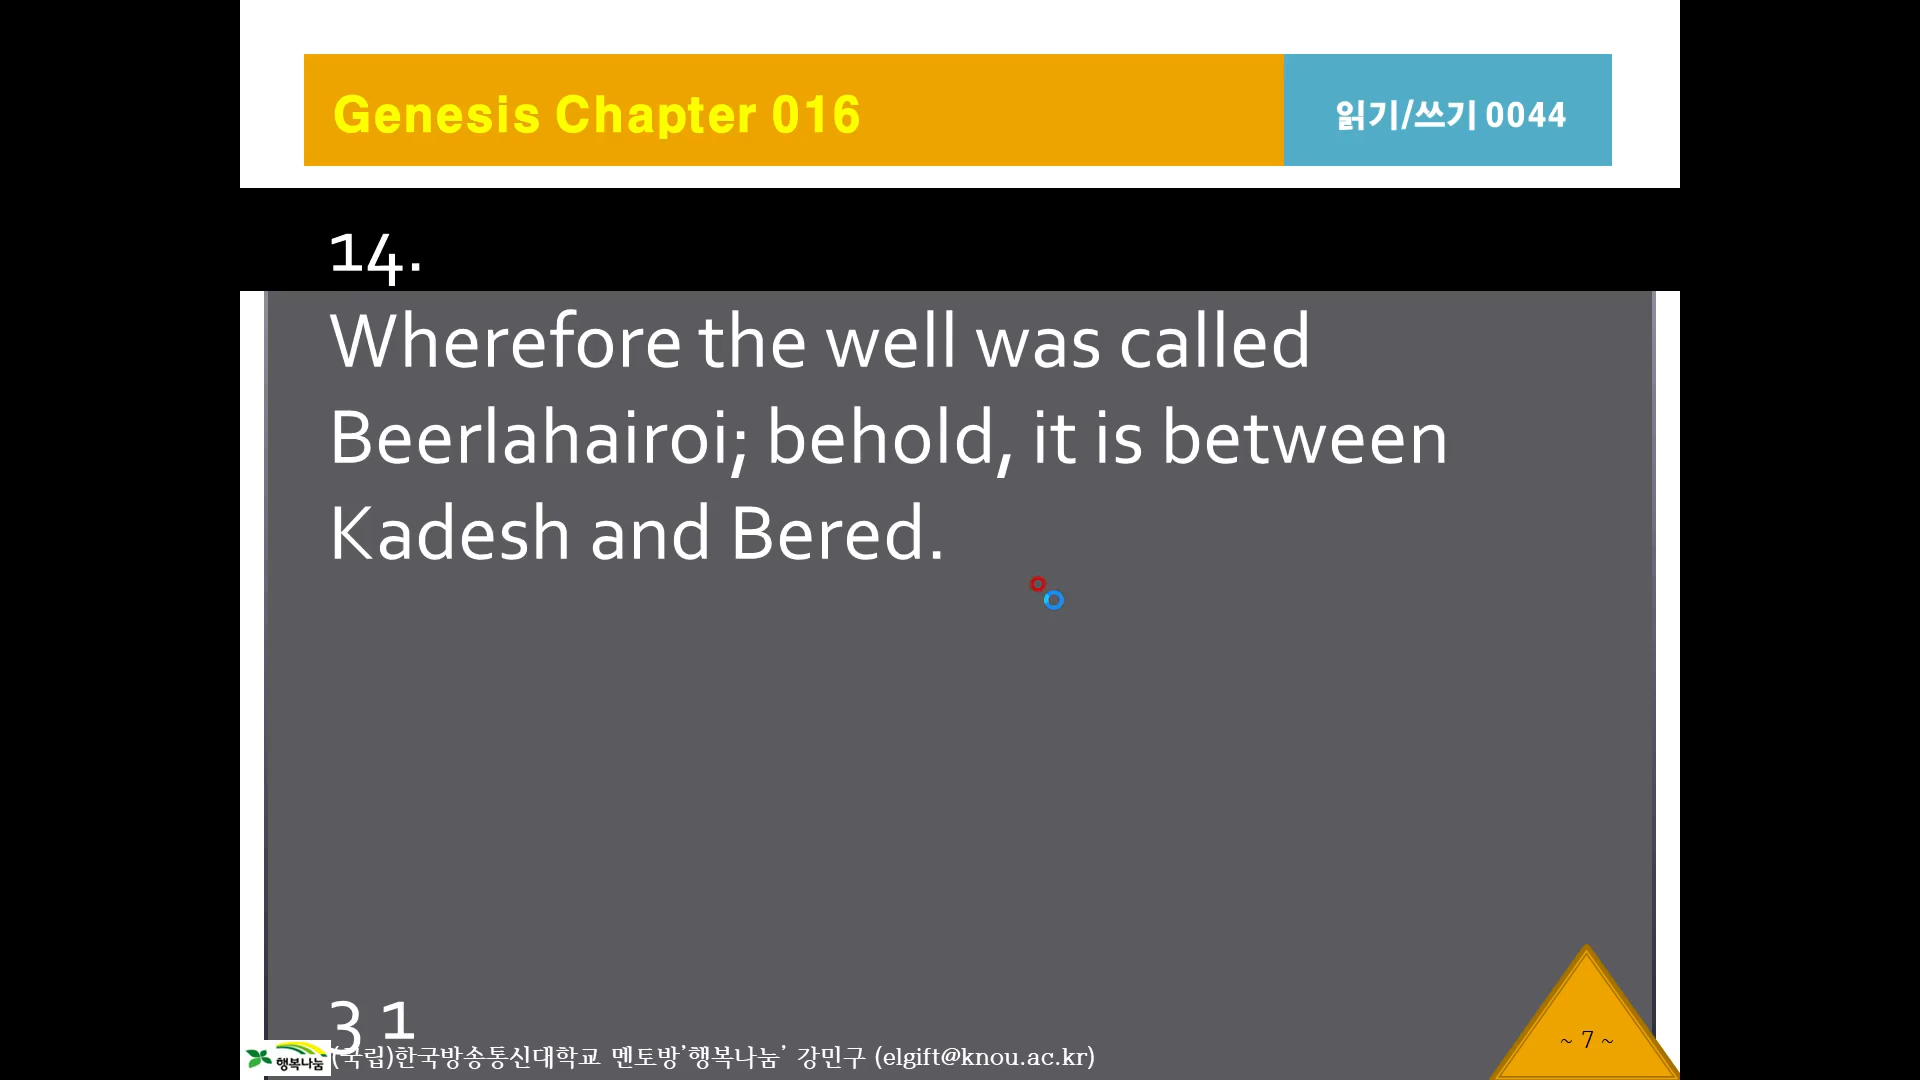 Genesis Chapter 016
읽기/쓰기 0044
14.
Wherefore the well was called
Beerlahairoi; behold, it is between
Kadesh and Bered.
3 1
행복나눔
(국립)한국방송통신대학교 멘토방'행복나눔' 강민구 (elgift@knou.ac.kr)
~ 7 ~